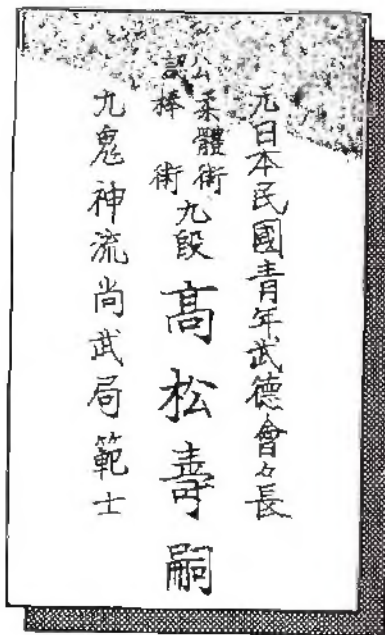 元日本民國青年武德會々長
公認
柔體術
棒術
九段
高松壽嗣
九鬼神流尚武局範士